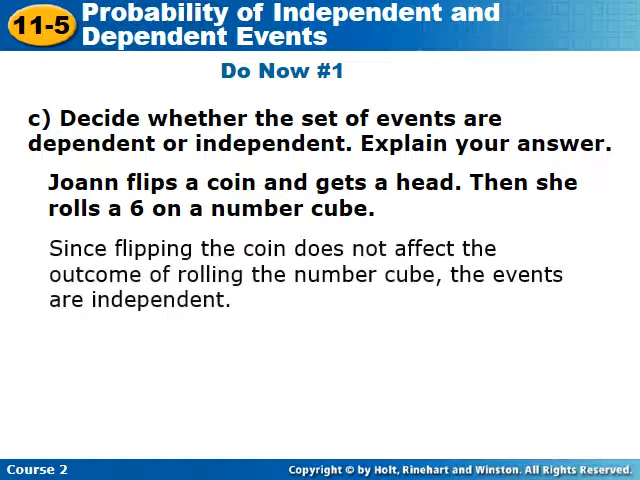 11-5
Probability of Independent and
Dependent Events
Do Now #1
c) Decide whether the set of events are
dependent or independent. Explain your answer.
Joann flips a coin and gets a head. Then she
rolls a 6 on a number cube.
Since flipping the coin does not affect the
outcome of rolling the number cube, the events
are independent.
Course 2
Copyright © by Holt, Rinehart and Winston. All Rights Reserved.